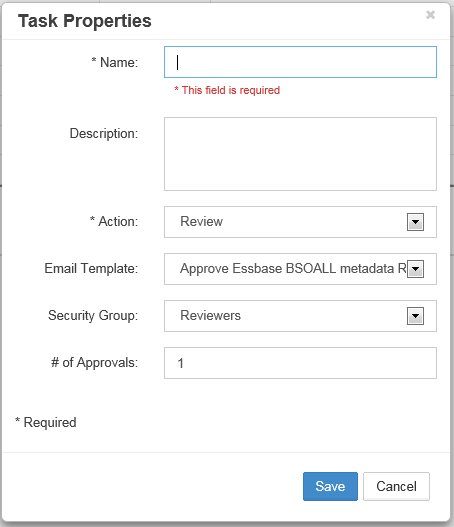 Task Properties
* Name:
* This field is required
Description:
* Action: Review
Email Template: Approve Essbase BSOALL metadata R
Security Group: Reviewers
# of Approvals: 1
* Required
Save Cancel